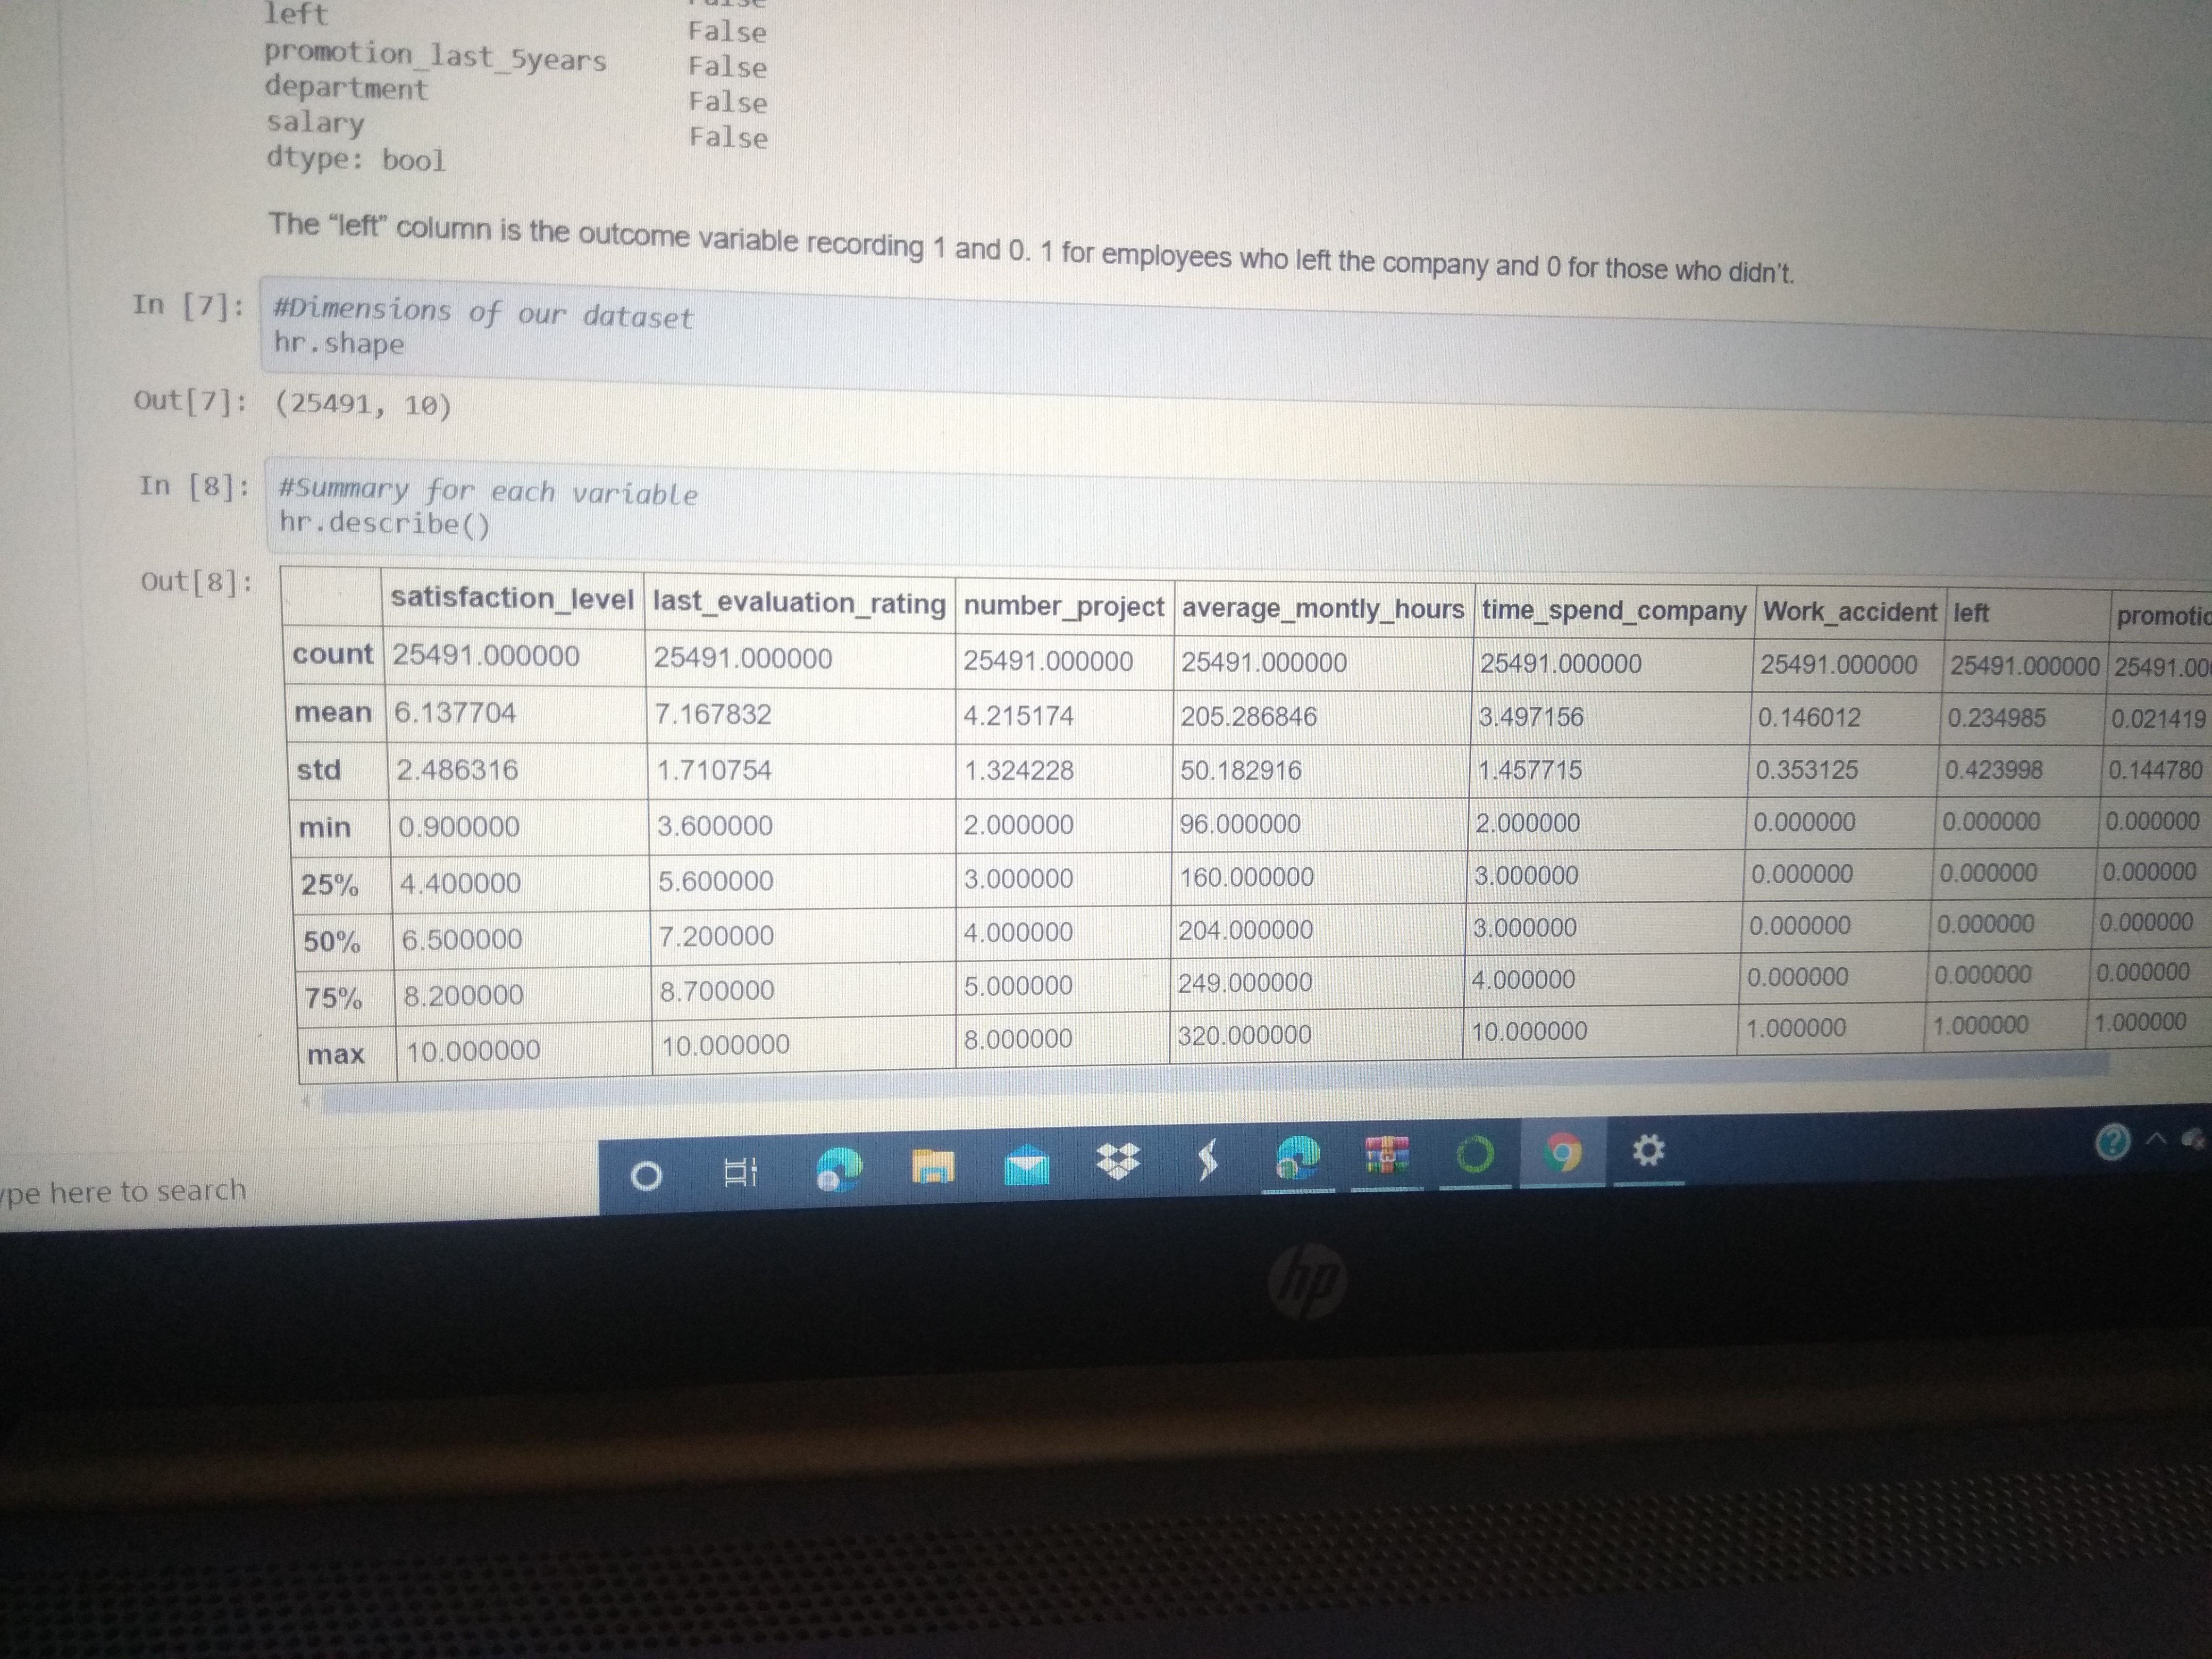 left
promotion_last_5years False
department False
salary False
dtype: bool False
The “left” column is the outcome variable recording 1 and 0. 1 for employees who left the company and 0 for those who didn't.
In [7]: #Dimensions of our dataset
hr.shape
Out[7]: (25491, 10)
In [8]: #Summary for each variable
hr.describe()
Out[8]:
satisfaction_level last_evaluation_rating number_project average_montly_hours time_spend_company Work_accident left
count 25491.000000 25491.000000 25491.000000 25491.000000 25491.000000 25491.000000 25491.000000
mean 6.137704 7.167832 4.215174 205.286846 3.497156 0.146012 0.234985 0.021419
std 2.486316 1.710754 1.324228 50.182916 1.457715 0.353125 0.423998 0.144780
min 0.900000 3.600000 2.000000 96.000000 2.000000 0.000000 0.000000 0.000000
25% 4.400000 5.600000 3.000000 160.000000 3.000000 0.000000 0.000000 0.000000
50% 6.500000 7.200000 4.000000 204.000000 3.000000 0.000000 0.000000 0.000000
75% 8.200000 8.700000 5.000000 249.000000 4.000000 0.000000 0.000000 0.000000
max 10.000000 10.000000 8.000000 320.000000 10.000000 1.000000 1.000000 1.000000
here to search
hp